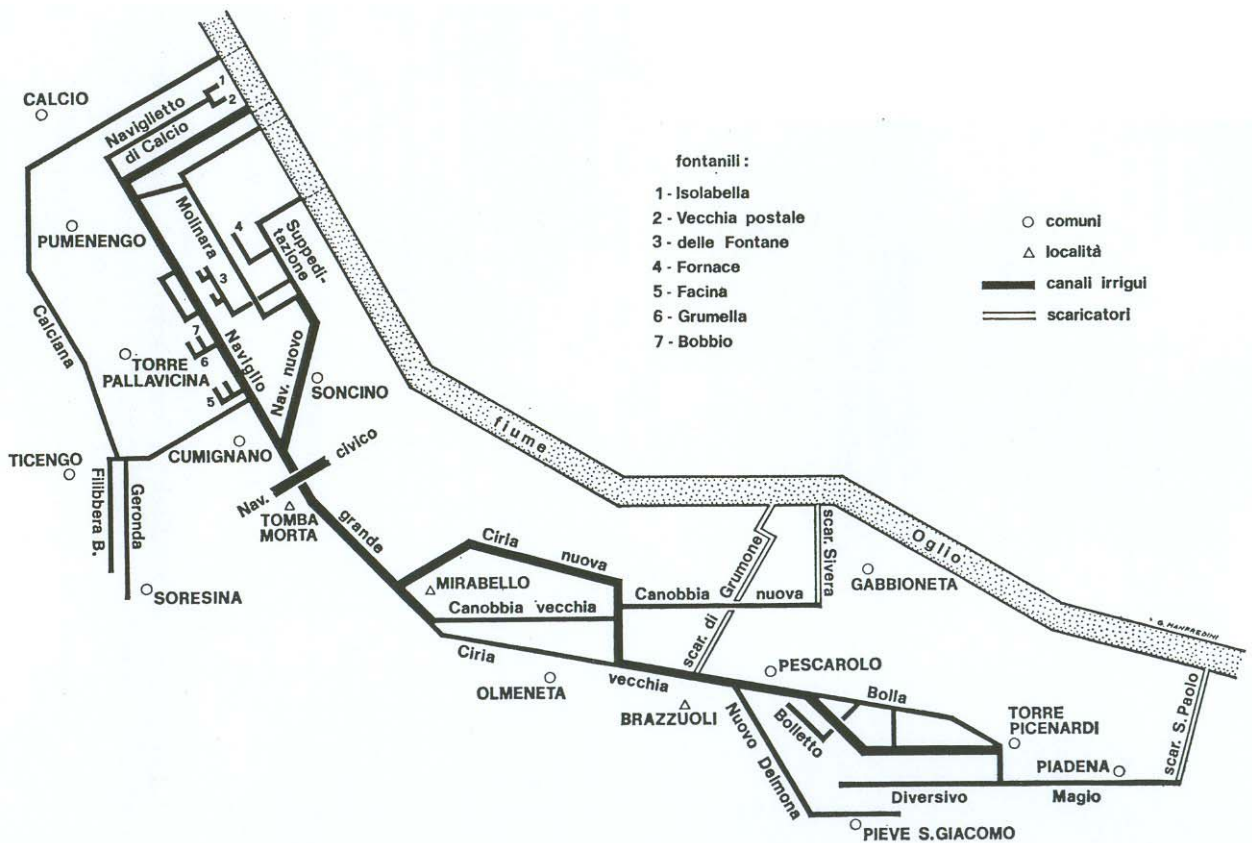 CALCIO
Naviglietto
di Calcio
1
2
PUMENENGO
Molinara
4
3
Suppedi-
tazione
Calciana
7
6
5
TORRE
PALLAVICINA
Naviglio
Nav. nuovo
SONCINO
TICENGO
CUMIGNANO
Nav. civico
TOMBA
MORTA
Filibbera B.
Geronda
SORESINA
grande
fontanili :
1 - Isolabella
2 - Vecchia postale
3 - delle Fontane
4 - Fornace
5 - Facina
6 - Grumella
7 - Bobbio
comuni
località
canali irrigui
scaricatori
fiume
Oglio
Ciria nuova
MIRABELLO
Canobbia vecchia
Canobbia nuova
scar. di Grumone
scar. Sivera
GABBIONETA
G. MANFREDINI
Ciria vecchia
OLMENETA
BRAZZUOLI
PESCAROLO
Bolla
Bolletto
Nuovo Delmona
TORRE
PICENARDI
PIADENA
scar. S. Paolo
Diversivo Magio
PIEVE S.GIACOMO